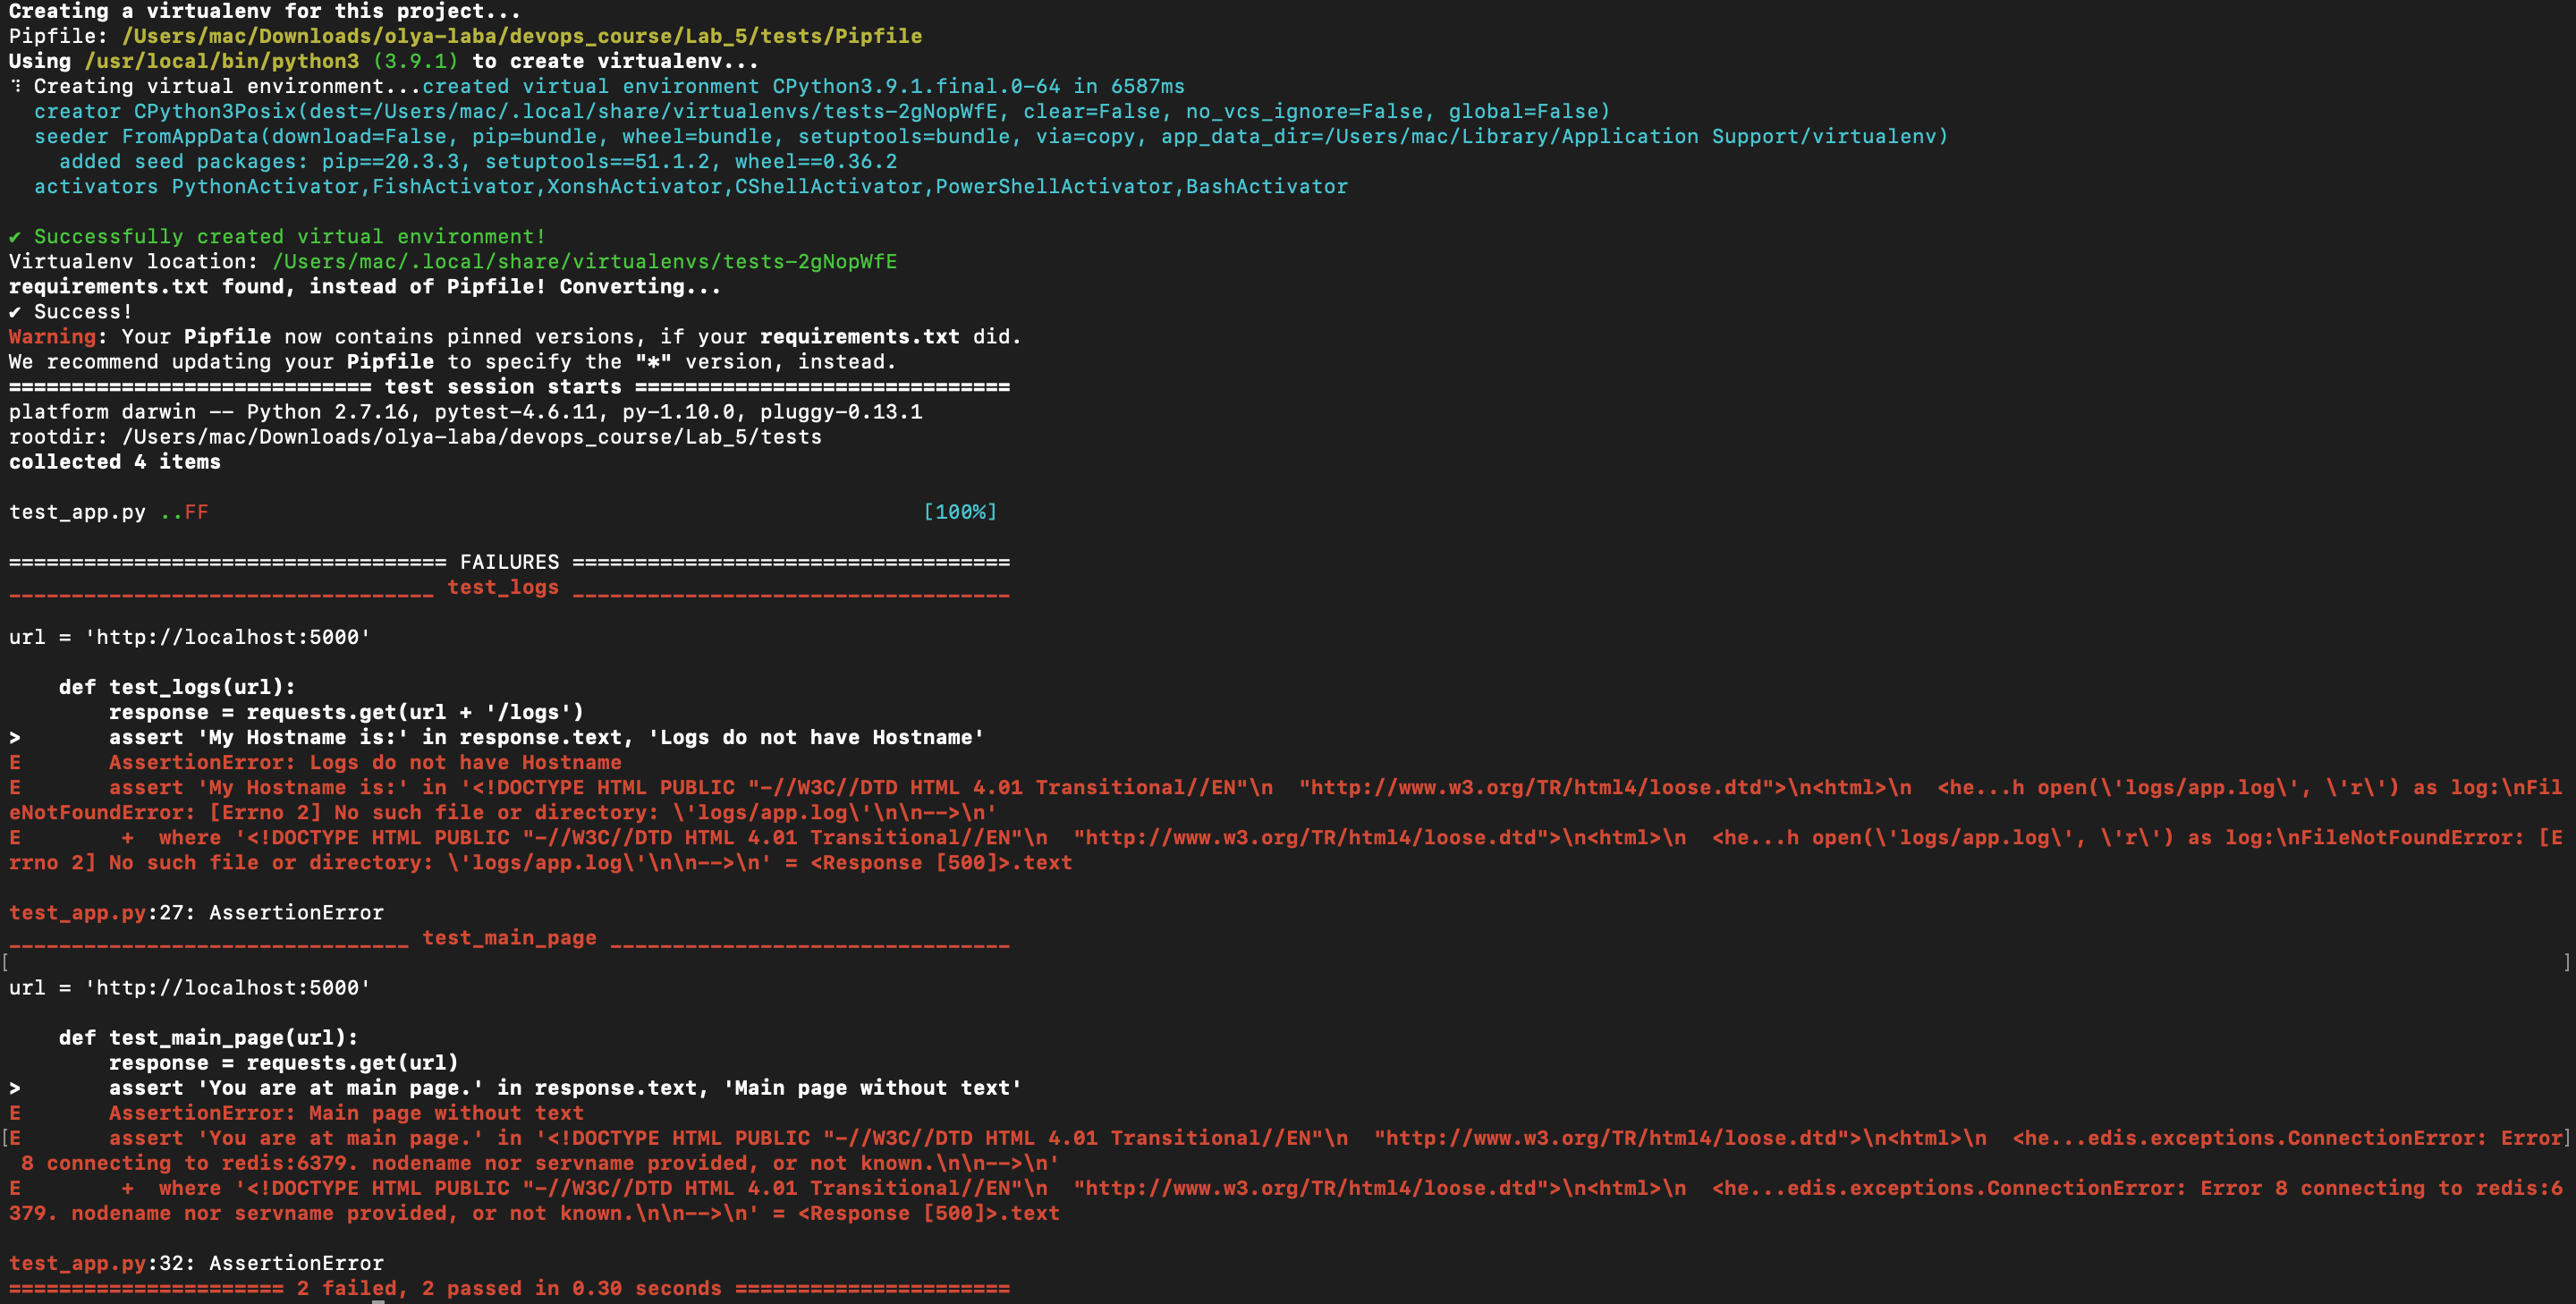 Creating a virtualenv for this project...
Pipfile: /Users/mac/Downloads/olya-laba/devops_course/Lab_5/tests/Pipfile
Using /usr/local/bin/python3 (3.9.1) to create virtualenv...
⠹ Creating virtual environment...created virtual environment CPython3.9.1.final.0-64 in 6587ms
  creator CPython3Posix(dest=/Users/mac/.local/share/virtualenvs/tests-2gNopWfE, clear=False, no_vcs_ignore=False, global=False)
  seeder FromAppData(download=False, pip=bundle, wheel=bundle, setuptools=bundle, via=copy, app_data_dir=/Users/mac/Library/Application Support/virtualenv)
    added seed packages: pip==20.3.3, setuptools==51.1.2, wheel==0.36.2
  activators PythonActivator,FishActivator,XonshActivator,CShellActivator,PowerShellActivator,BashActivator

✔ Successfully created virtual environment!
Virtualenv location: /Users/mac/.local/share/virtualenvs/tests-2gNopWfE
requirements.txt found, instead of Pipfile! Converting...
✔ Success!
Warning: Your Pipfile now contains pinned versions, if your requirements.txt did.
We recommend updating your Pipfile to specify the "*" version, instead.
============================= test session starts ==============================
platform darwin -- Python 2.7.16, pytest-4.6.11, py-1.10.0, pluggy-0.13.1
rootdir: /Users/mac/Downloads/olya-laba/devops_course/Lab_5/tests
collected 4 items

test_app.py ..FF                                                         [100%]

=================================== FAILURES ===================================
__________________________________ test_logs ___________________________________

url = 'http://localhost:5000'

    def test_logs(url):
        response = requests.get(url + '/logs')
>       assert 'My Hostname is:' in response.text, 'Logs do not have Hostname'
E       AssertionError: Logs do not have Hostname
E       assert 'My Hostname is:' in '<!DOCTYPE HTML PUBLIC "-//W3C//DTD HTML 4.01 Transitional//EN"\n  "http://www.w3.org/TR/html4/loose.dtd">\n<html>\n  <he...h open(\'logs/app.log\', \'r\') as log:\nFil
eNotFoundError: [Errno 2] No such file or directory: \'logs/app.log\'\n\n-->\n'
E        +  where '<!DOCTYPE HTML PUBLIC "-//W3C//DTD HTML 4.01 Transitional//EN"\n  "http://www.w3.org/TR/html4/loose.dtd">\n<html>\n  <he...h open(\'logs/app.log\', \'r\') as log:\nFileNotFoundError: [E
rrno 2] No such file or directory: \'logs/app.log\'\n\n-->\n' = <Response [500]>.text

test_app.py:27: AssertionError
________________________________ test_main_page ________________________________
[ ]
url = 'http://localhost:5000'

    def test_main_page(url):
        response = requests.get(url)
>       assert 'You are at main page.' in response.text, 'Main page without text'
E       AssertionError: Main page without text
[E       assert 'You are at main page.' in '<!DOCTYPE HTML PUBLIC "-//W3C//DTD HTML 4.01 Transitional//EN"\n  "http://www.w3.org/TR/html4/loose.dtd">\n<html>\n  <he...edis.exceptions.ConnectionError: Error]
 8 connecting to redis:6379. nodename nor servname provided, or not known.\n\n-->\n'
E        +  where '<!DOCTYPE HTML PUBLIC "-//W3C//DTD HTML 4.01 Transitional//EN"\n  "http://www.w3.org/TR/html4/loose.dtd">\n<html>\n  <he...edis.exceptions.ConnectionError: Error 8 connecting to redis:6
379. nodename nor servname provided, or not known.\n\n-->\n' = <Response [500]>.text

test_app.py:32: AssertionError
====================== 2 failed, 2 passed in 0.30 seconds ======================